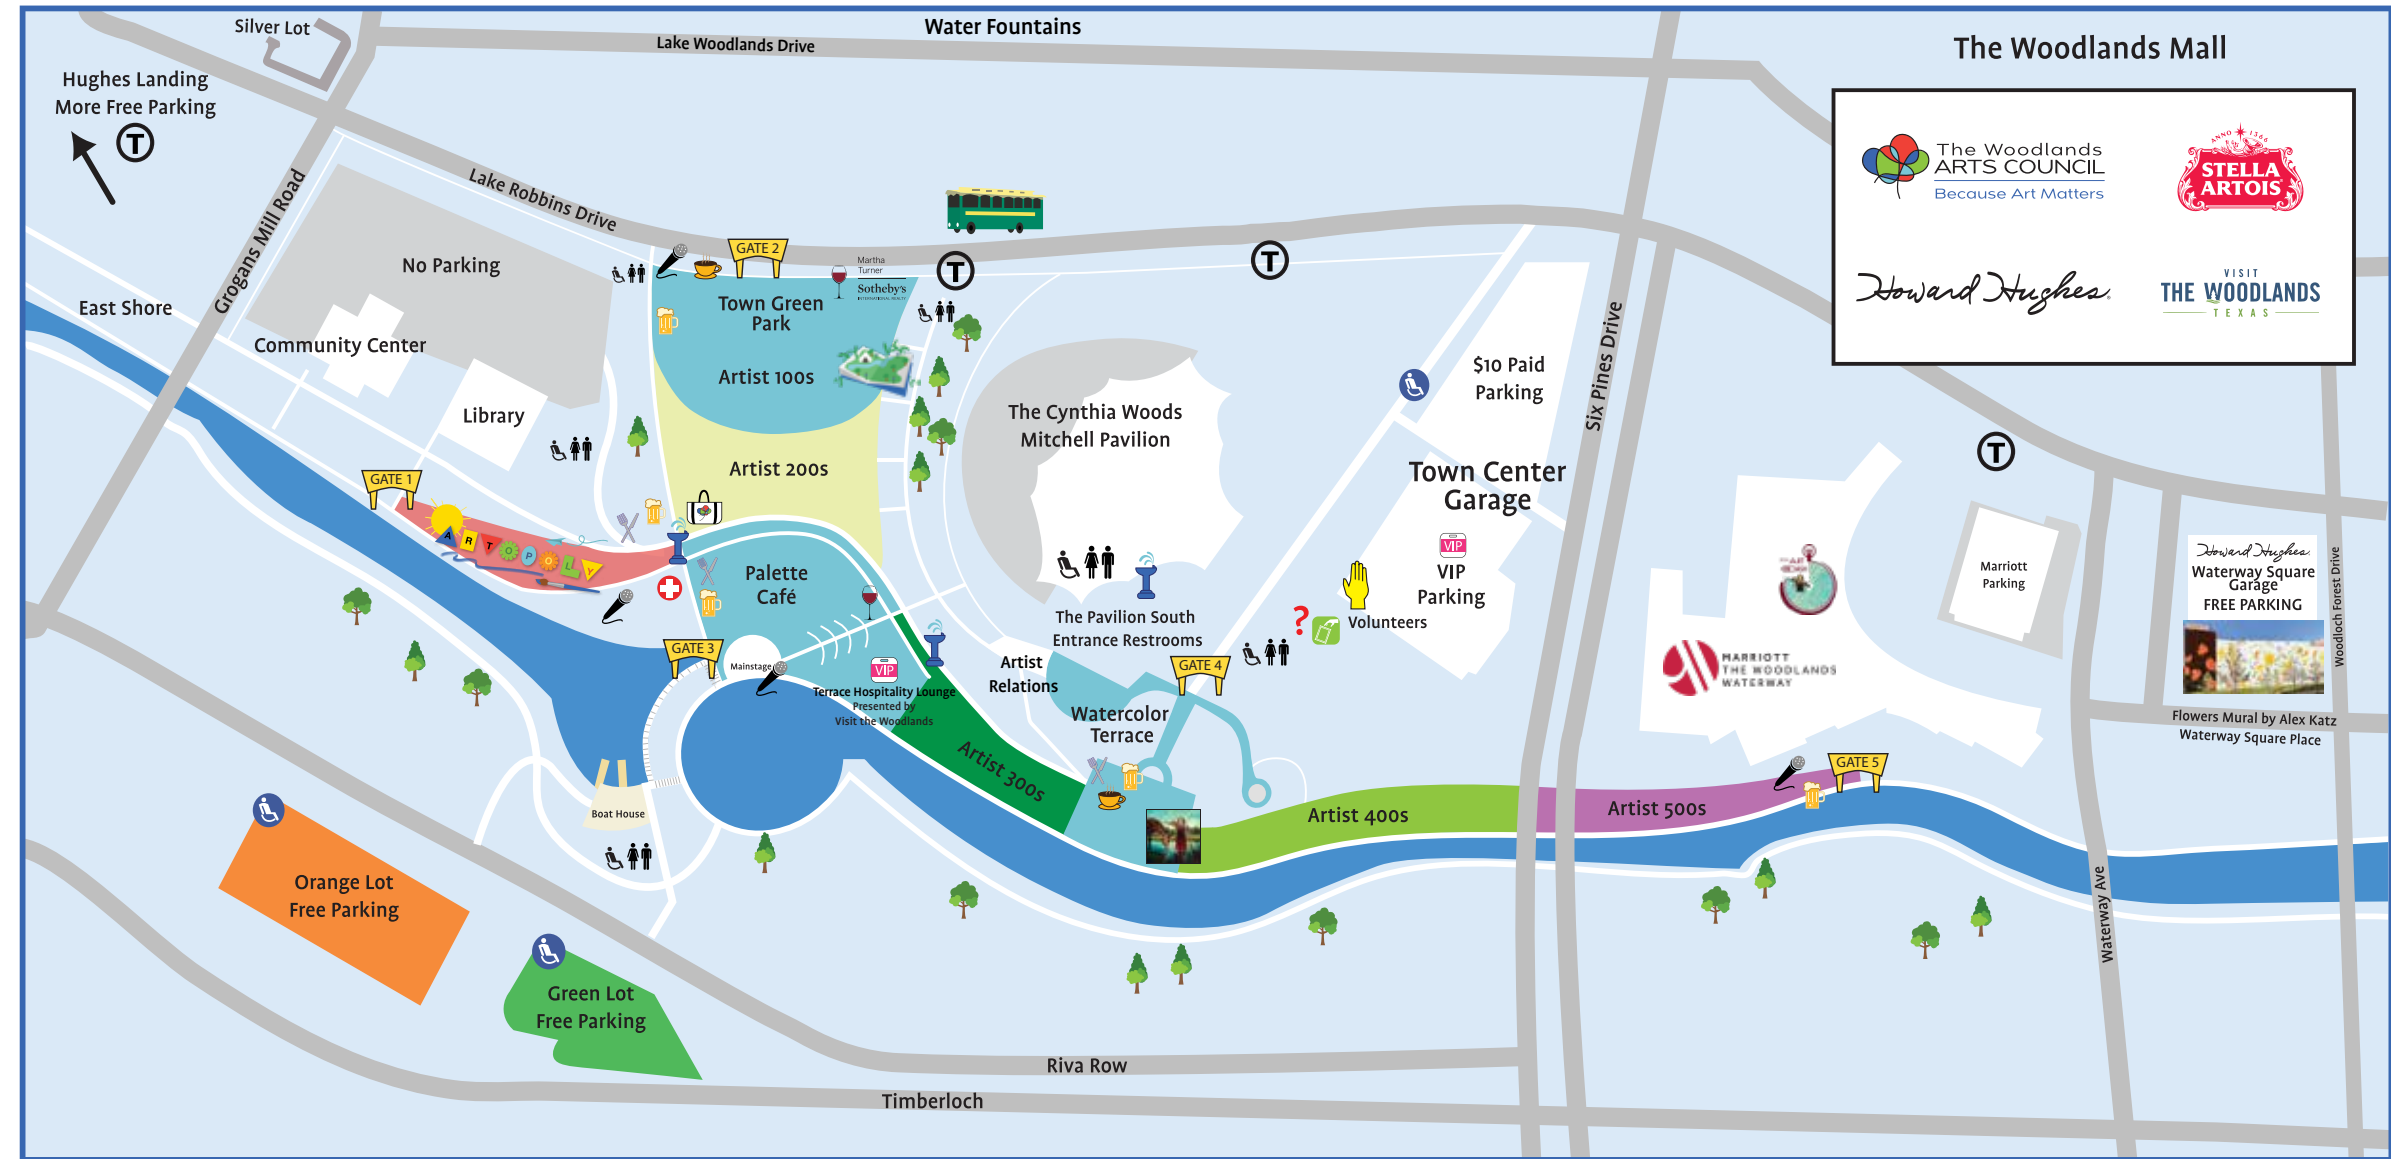 Silver Lot
Water Fountains
Lake Woodlands Drive
The Woodlands Mall
Hughes Landing
More Free Parking
T
ANNO 1366
The Woodlands
ARTS COUNCIL
Because Art Matters
STELLA
ARTOIS
Howard Hughes
VISIT
THE WOODLANDS
TEXAS
Grogans Mill Road
Lake Robbins Drive
No Parking
East Shore
Community Center
Library
GATE 2
Martha
Turner
Sotheby's
INTERNATIONAL REALTY
T
T
Town Green
Park
Artist 100s
Artist 200s
The Cynthia Woods
Mitchell Pavilion
$10 Paid
Parking
Six Pines Drive
Town Center
Garage
VIP
VIP
Parking
T
GATE 1
ARTOPOLY
Palette
Café
The Pavilion South
Entrance Restrooms
?
Volunteers
Marriott
Parking
Howard Hughes
Waterway Square
Garage
FREE PARKING
Woodloch Forest Drive
MARRIOTT
THE WOODLANDS
WATERWAY
GATE 3
Mainstage
VIP
Terrace Hospitality Lounge
Presented by
Visit the Woodlands
Artist
Relations
GATE 4
Watercolor
Terrace
Flowers Mural by Alex Katz
Waterway Square Place
Artist 300s
GATE 5
Artist 400s
Artist 500s
Boat House
Orange Lot
Free Parking
Green Lot
Free Parking
Waterway Ave
Riva Row
Timberloch